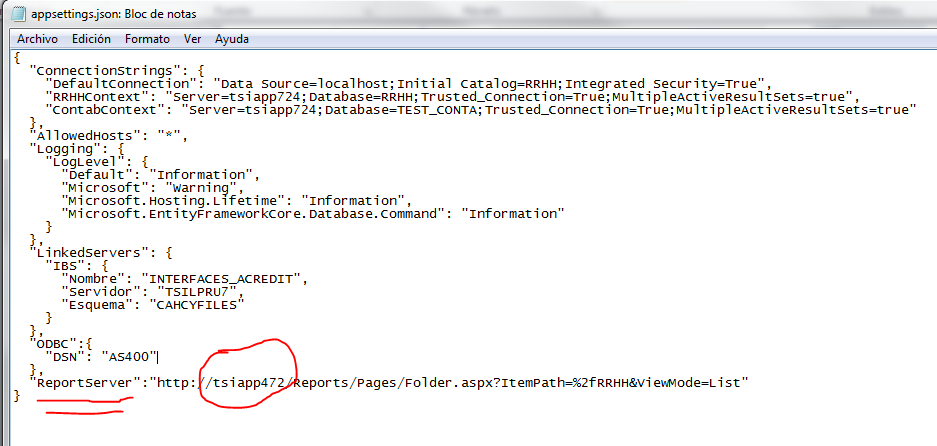 appsettings.json: Bloc de notas
Archivo Edición Formato Ver Ayuda
{
"ConnectionStrings": {
"DefaultConnection": "Data Source=localhost;Initial Catalog=RRHH;Integrated Security=True",
"RRHHContext": "Server=tsiapp724;Database=RRHH;Trusted_Connection=True;MultipleActiveResultSets=true",
"ContabContext": "Server=tsiapp724;Database=TEST_CONTA;Trusted_Connection=True;MultipleActiveResultSets=true"
},
"AllowedHosts": "*",
"Logging": {
"LogLevel": {
"Default": "Information",
"Microsoft": "Warning",
"Microsoft.Hosting.Lifetime": "Information",
"Microsoft.EntityFrameworkCore.Database.Command": "Information"
}
},
"LinkedServers": {
"IBS": {
"Nombre": "INTERFACES_ACREDIT",
"Servidor": "TSILPRU7",
"Esquema": "CAHCYFILES"
}
},
"ODBC":{
"DSN": "AS400"
},
"ReportServer":"http://tsiapp472/Reports/Pages/Folder.aspx?ItemPath=%2fRRHH&ViewMode=List"
}